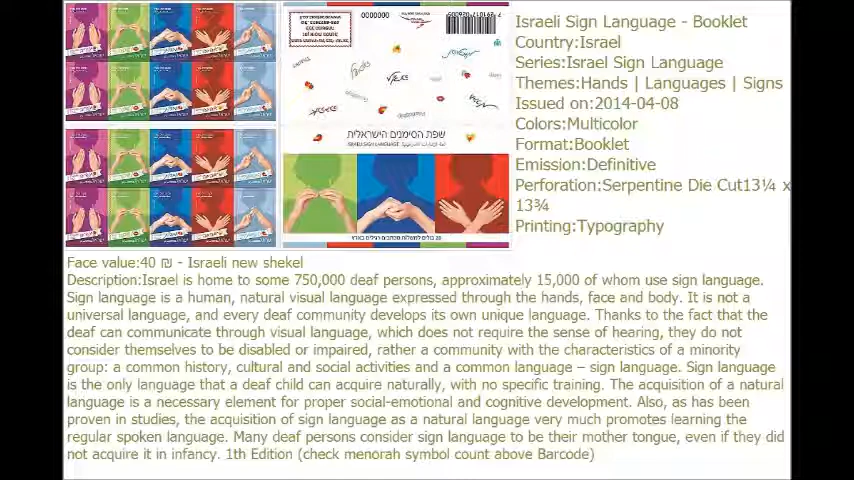 Israeli Sign Language - Booklet
Country:Israel
Series:Israel Sign Language
Themes:Hands | Languages | Signs
Issued on:2014-04-08
Colors:Multicolor
Format:Booklet
Emission:Definitive
Perforation:Serpentine Die Cut13¼ x
13¾
Printing:Typography
0000000
שפת הסימנים הישראלית
ISRAELI SIGN LANGUAGE
Face value:40 ₪ - Israeli new shekel
Description:Israel is home to some 750,000 deaf persons, approximately 15,000 of whom use sign language.
Sign language is a human, natural visual language expressed through the hands, face and body. It is not a
universal language, and every deaf community develops its own unique language. Thanks to the fact that the
deaf can communicate through visual language, which does not require the sense of hearing, they do not
consider themselves to be disabled or impaired, rather a community with the characteristics of a minority
group: a common history, cultural and social activities and a common language – sign language. Sign language
is the only language that a deaf child can acquire naturally, with no specific training. The acquisition of a natural
language is a necessary element for proper social-emotional and cognitive development. Also, as has been
proven in studies, the acquisition of sign language as a natural language very much promotes learning the
regular spoken language. Many deaf persons consider sign language to be their mother tongue, even if they did
not acquire it in infancy. 1th Edition (check menorah symbol count above Barcode)